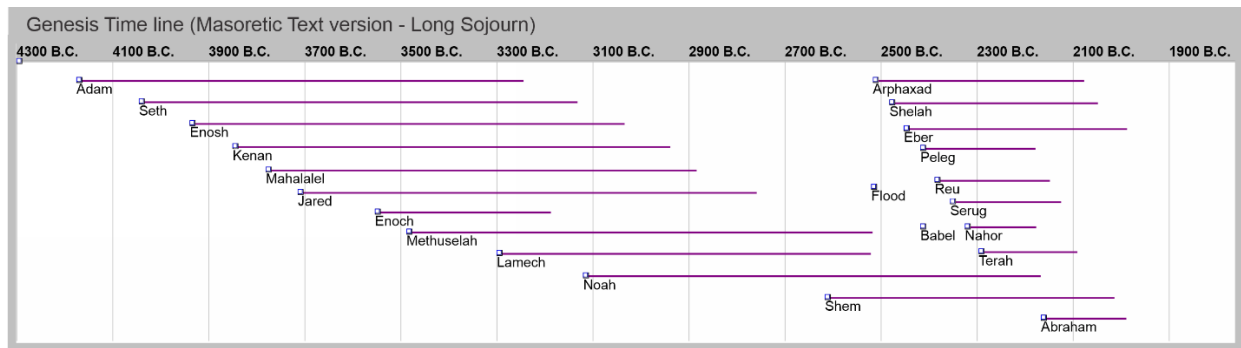 Genesis Time line (Masoretic Text version - Long Sojourn)
4300 B.C. 4100 B.C. 3900 B.C. 3700 B.C. 3500 B.C. 3300 B.C. 3100 B.C. 2900 B.C. 2700 B.C. 2500 B.C. 2300 B.C. 2100 B.C. 1900 B.C.
Adam Arphaxad
Seth Shelah
Enosh Eber
Kenan Peleg
Mahalalel
Jared Flood Reu
Enoch Serug
Methuselah Babel Nahor
Lamech Terah
Noah
Shem
Abraham